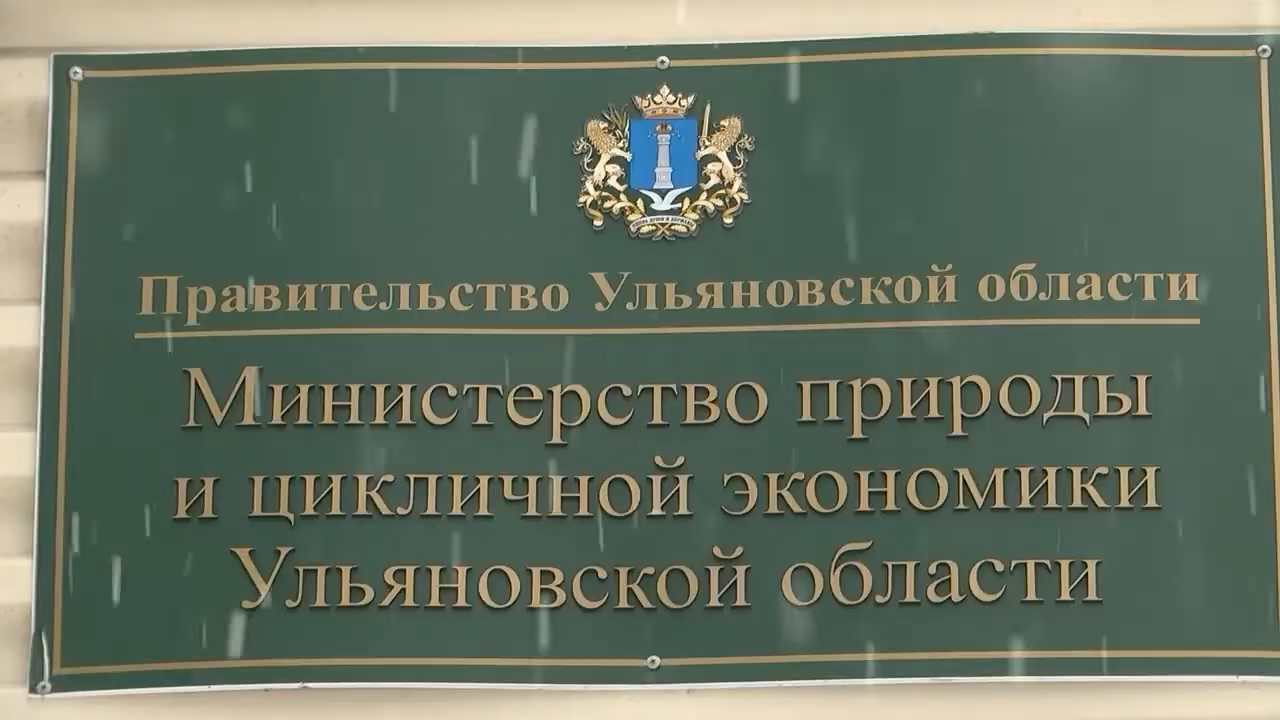 Правительство Ульяновской области
Министерство природы
и цикличной экономики
Ульяновской области